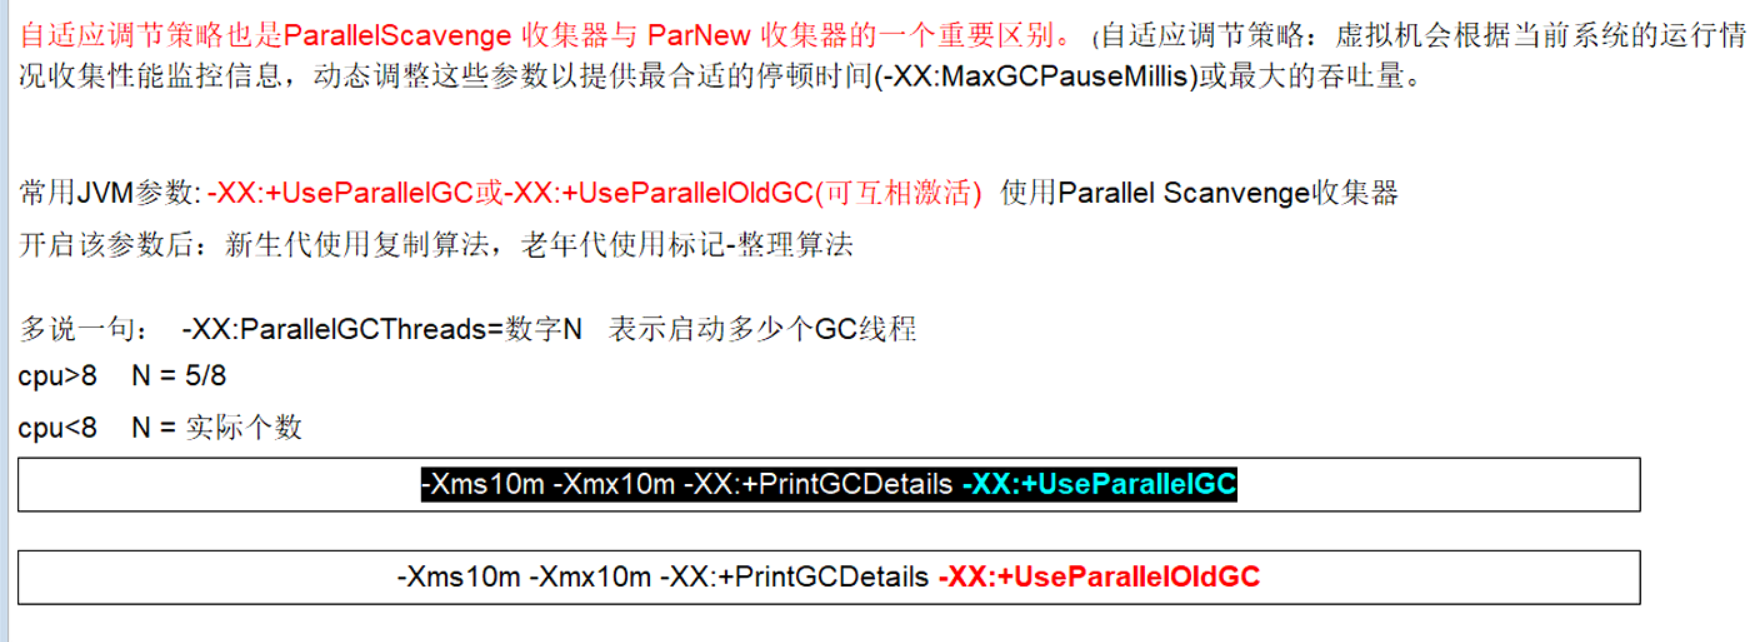 自适应调节策略也是ParallelScavenge 收集器与 ParNew 收集器的一个重要区别。 (自适应调节策略：虚拟机会根据当前系统的运行情
况收集性能监控信息，动态调整这些参数以提供最合适的停顿时间(-XX:MaxGCPauseMillis)或最大的吞吐量。
常用JVM参数: -XX:+UseParallelGC或-XX:+UseParallelOldGC(可互相激活) 使用Parallel Scanvenge收集器
开启该参数后：新生代使用复制算法，老年代使用标记-整理算法
多说一句： -XX:ParallelGCThreads=数字N 表示启动多少个GC线程
cpu>8 N = 5/8
cpu<8 N = 实际个数
-Xms10m -Xmx10m -XX:+PrintGCDetails -XX:+UseParallelGC
-Xms10m -Xmx10m -XX:+PrintGCDetails -XX:+UseParallelOldGC